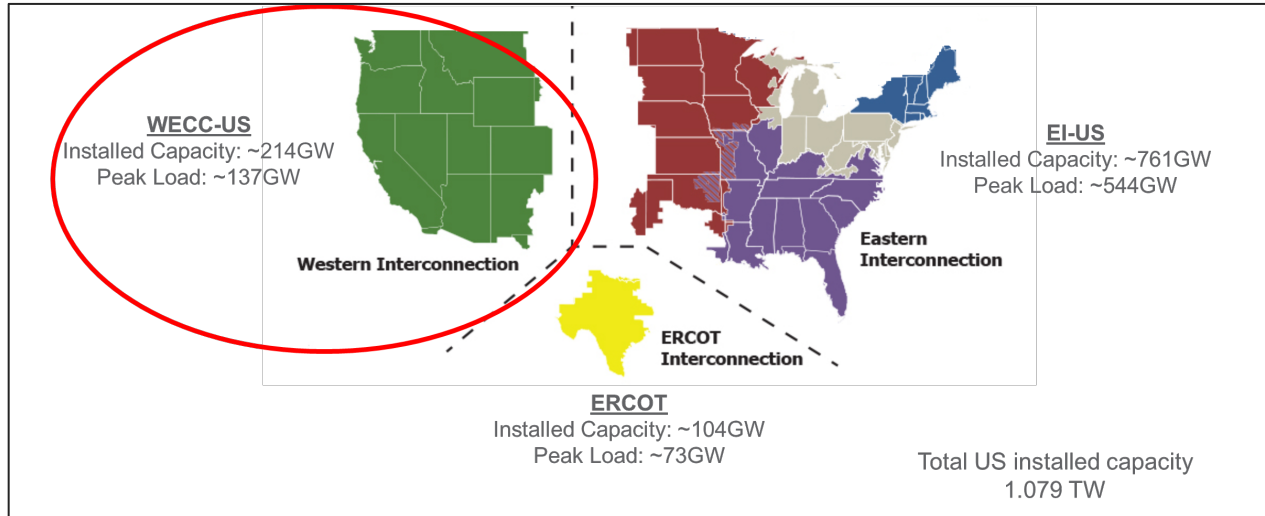 WECC-US
Installed Capacity: ~214GW
Peak Load: ~137GW
EI-US
Installed Capacity: ~761GW
Peak Load: ~544GW
Western Interconnection
Eastern
Interconnection
ERCOT
Interconnection
ERCOT
Installed Capacity: ~104GW
Peak Load: ~73GW
Total US installed capacity
1.079 TW